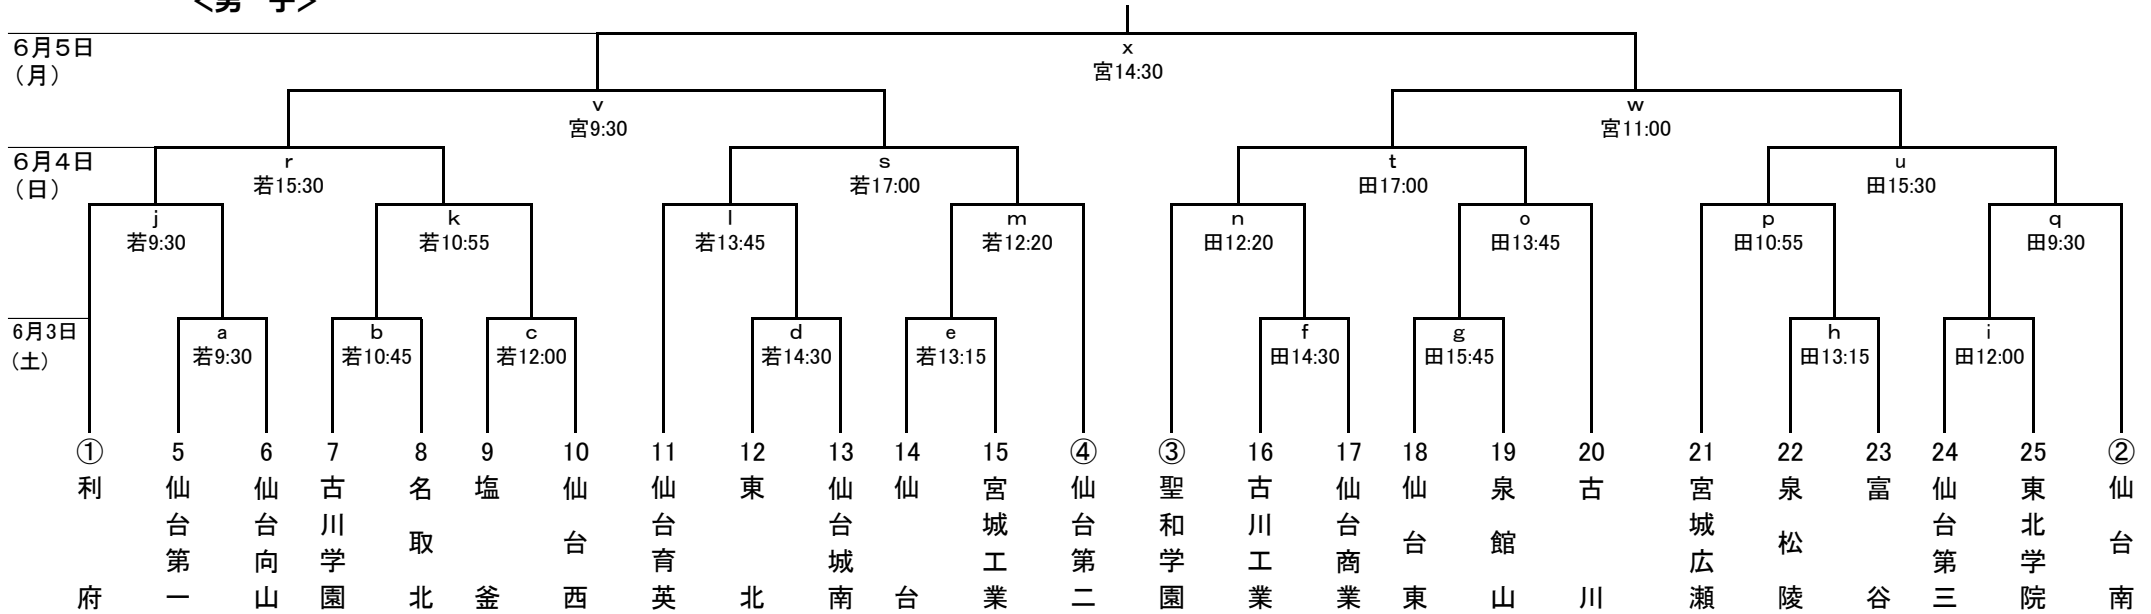 ＜男　子＞
６月５日
（月）
x
宮14:30
v
宮9:30
w
宮11:00
６月４日
（日）
r
若15:30
s
若17:00
t
田17:00
u
田15:30
j
若9:30
k
若10:55
l
若13:45
m
若12:20
n
田12:20
o
田13:45
p
田10:55
q
田9:30
6月3日
(土)
a
若9:30
b
若10:45
c
若12:00
d
若14:30
e
若13:15
f
田14:30
g
田15:45
h
田13:15
i
田12:00
① 5 6 7 8 9 10 11 12 13 14 15 ④ ③ 16 17 18 19 20 21 22 23 24 25 ②
利府
仙台第一
仙台向山
古川学園
名取北
塩釜
仙台西
仙台育英
東北
仙台城南
仙台
宮城工業
仙台第二
聖和学園
古川工業
仙台商業
仙台東
泉館山
古川
宮城広瀬
泉松陵
富谷
仙台第三
東北学院
仙台南